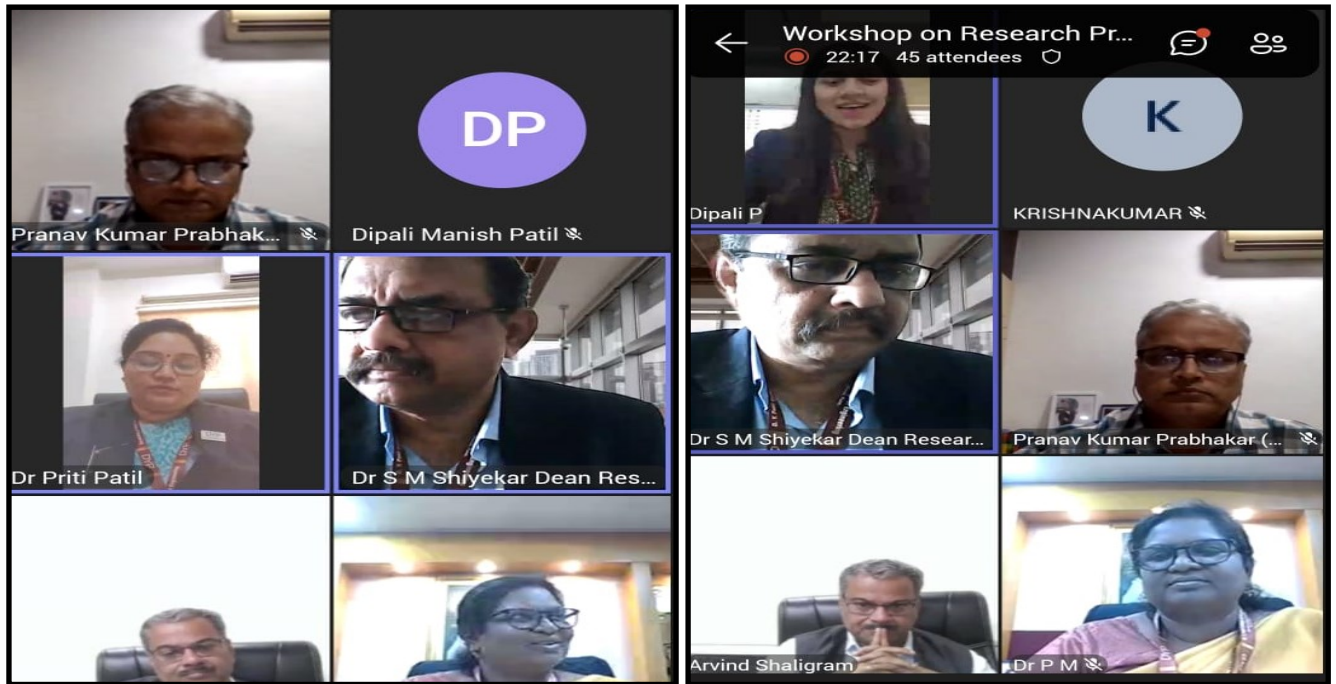 DP
Pranav Kumar Prabhak...
Dipali Manish Patil
Dr Priti Patil
Dr S M Shiyekar Dean Res...
Workshop on Research Pr...
22:17 45 attendees
K
Dipali P
KRISHNAKUMAR
Dr S M Shiyekar Dean Resear...
Pranav Kumar Prabhakar (...
Arvind Shaligram
Dr P M